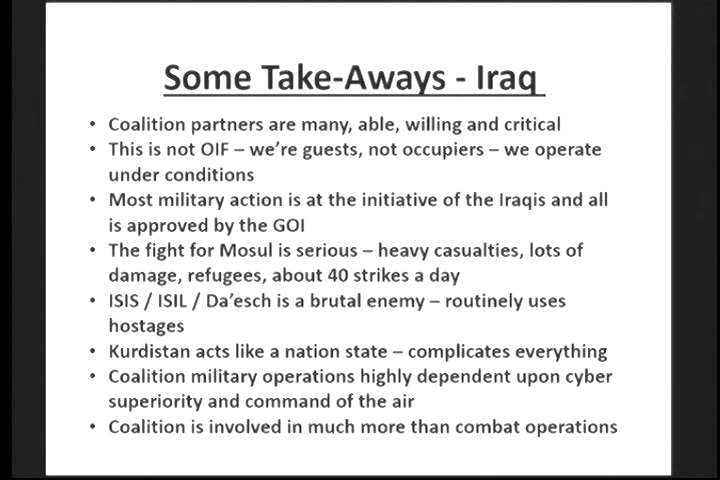 Some Take-Aways - Iraq
• Coalition partners are many, able, willing and critical
• This is not OIF – we're guests, not occupiers – we operate
under conditions
• Most military action is at the initiative of the Iraqis and all
is approved by the GOI
• The fight for Mosul is serious – heavy casualties, lots of
damage, refugees, about 40 strikes a day
• ISIS / ISIL / Da'esch is a brutal enemy – routinely uses
hostages
• Kurdistan acts like a nation state – complicates everything
• Coalition military operations highly dependent upon cyber
superiority and command of the air
• Coalition is involved in much more than combat operations